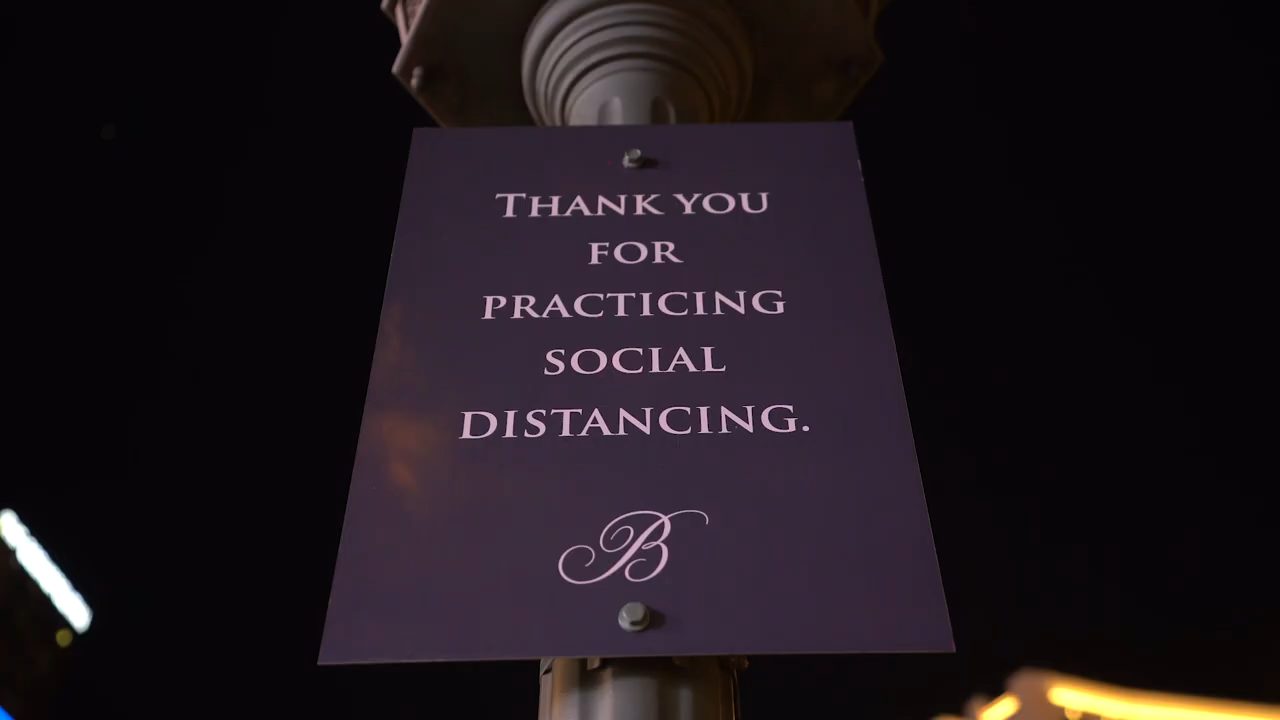 THANK YOU
FOR
PRACTICING
SOCIAL
DISTANCING.
B